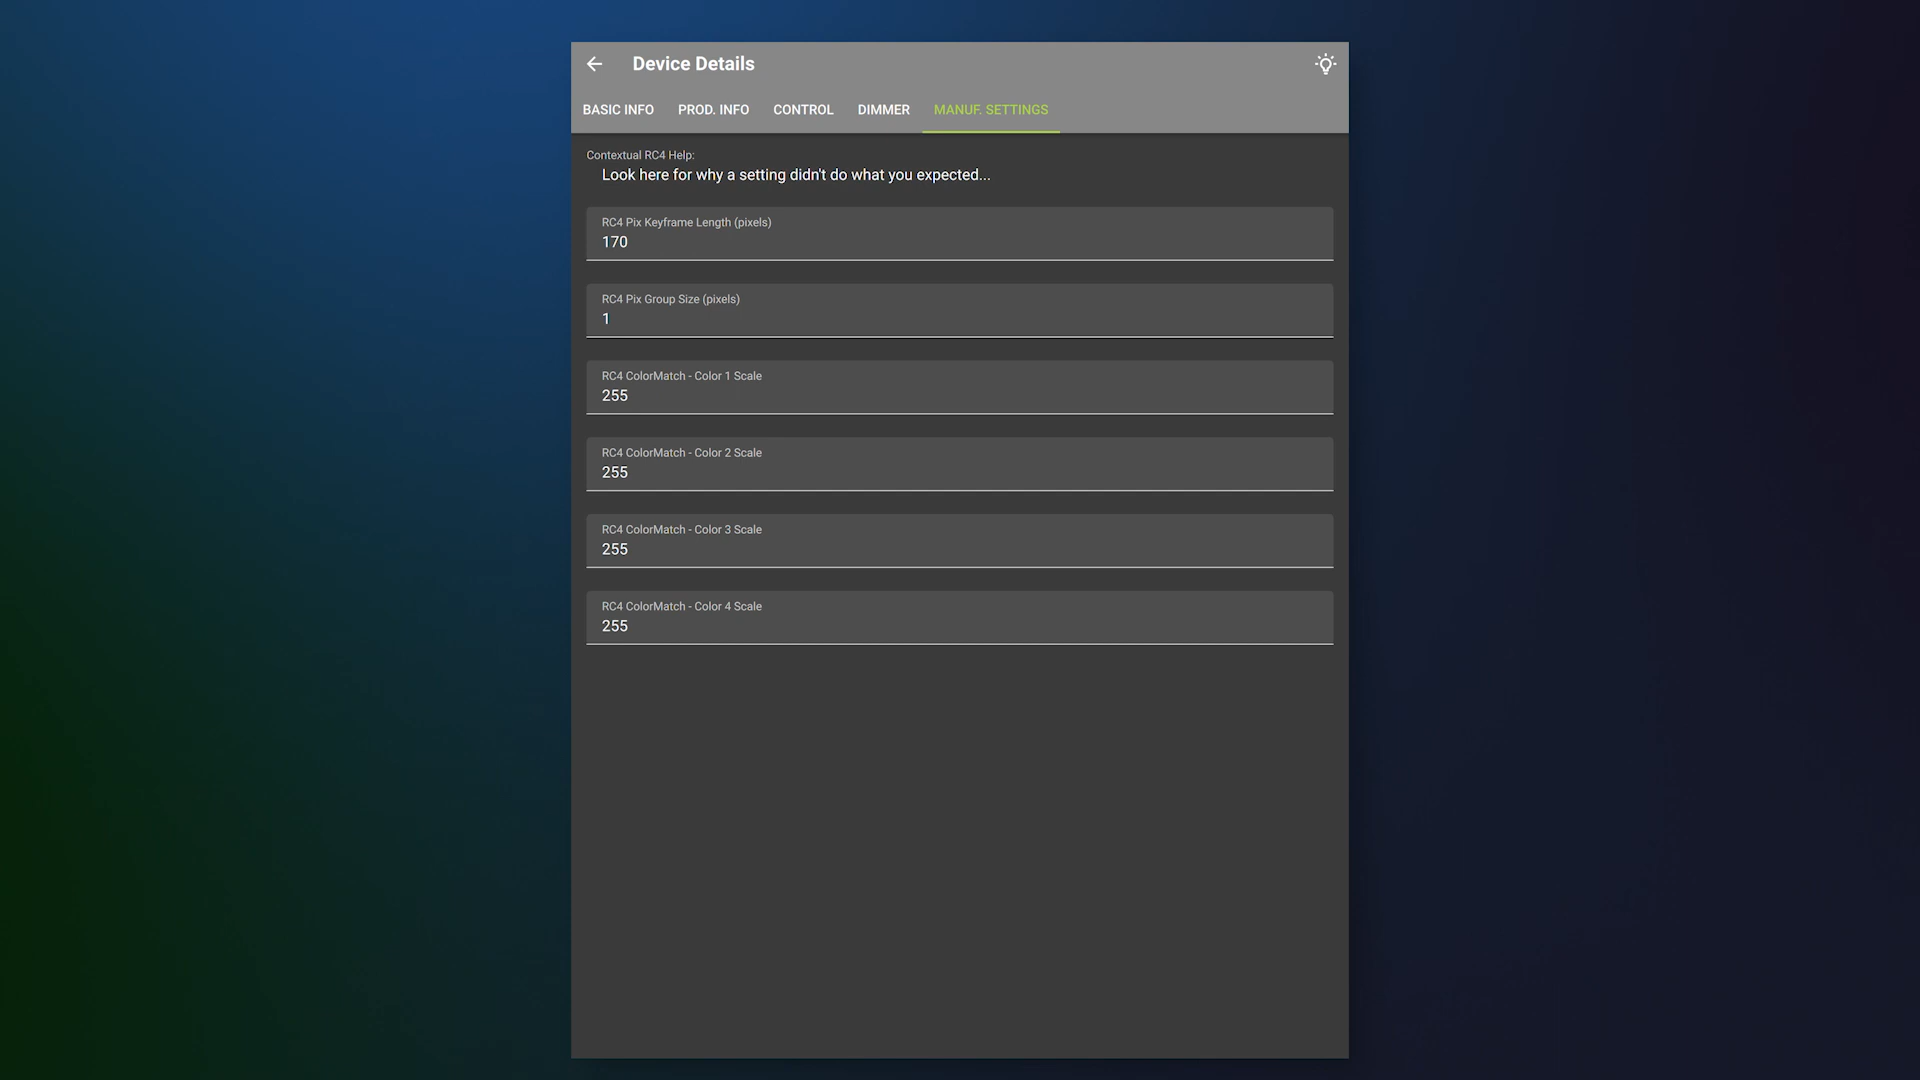 Device Details
BASIC INFO PROD. INFO CONTROL DIMMER MANUF. SETTINGS
Contextual RC4 Help:
Look here for why a setting didn't do what you expected...
RC4 Pix Keyframe Length (pixels)
170
RC4 Pix Group Size (pixels)
1
RC4 ColorMatch - Color 1 Scale
255
RC4 ColorMatch - Color 2 Scale
255
RC4 ColorMatch - Color 3 Scale
255
RC4 ColorMatch - Color 4 Scale
255